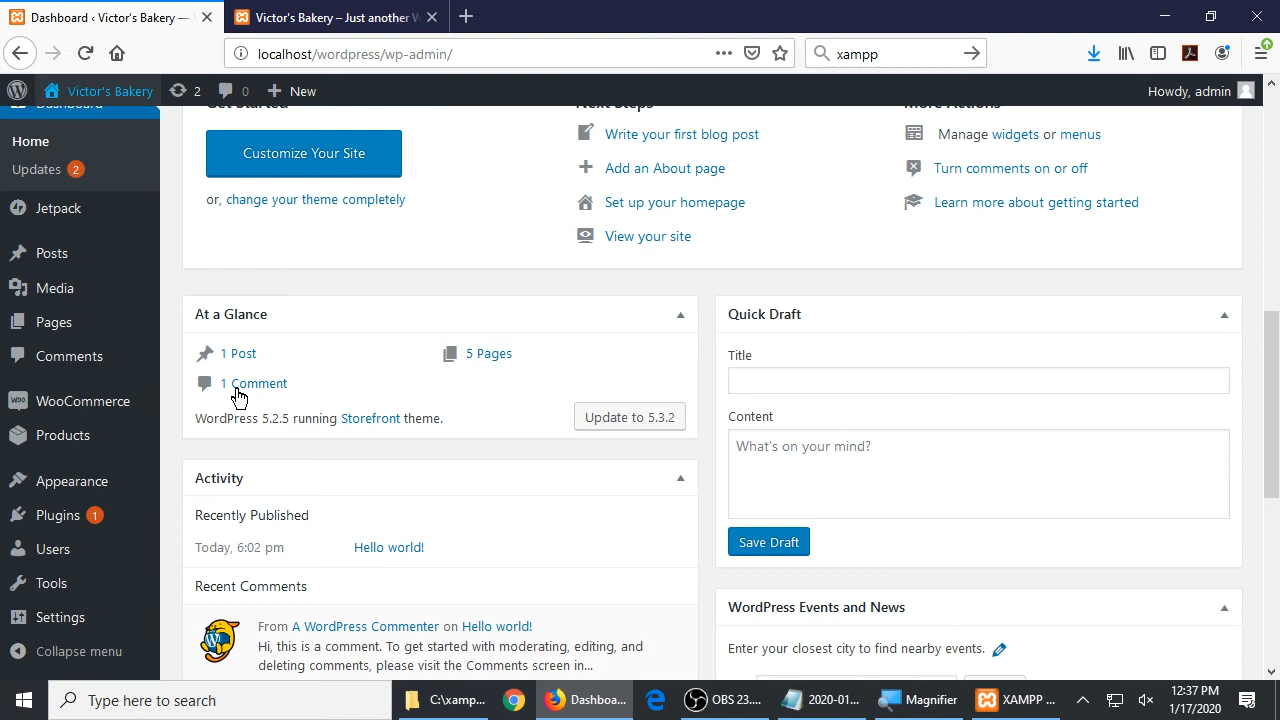 Dashboard ‹ Victor's Bakery —
Victor's Bakery – Just another W
localhost/wordpress/wp-admin/
xampp
Victor's Bakery
2
0
New
Howdy, admin
Dashboard
Home
Updates 2
Jetpack
Posts
Media
Pages
Comments
WooCommerce
Products
Appearance
Plugins 1
Users
Tools
Settings
Collapse menu
Get Started
Customize Your Site
or, change your theme completely
Next Steps
Write your first blog post
Add an About page
Set up your homepage
View your site
More Actions
Manage widgets or menus
Turn comments on or off
Learn more about getting started
At a Glance
1 Post
5 Pages
1 Comment
WordPress 5.2.5 running Storefront theme.
Update to 5.3.2
Activity
Recently Published
Today, 6:02 pm
Hello world!
Recent Comments
From A WordPress Commenter on Hello world!
Hi, this is a comment. To get started with moderating, editing, and
deleting comments, please visit the Comments screen in...
Quick Draft
Title
Content
What's on your mind?
Save Draft
WordPress Events and News
Enter your closest city to find nearby events.
Type here to search
C:\xamp...
Dashboa...
OBS 23....
2020-01...
Magnifier
XAMPP ...
12:37 PM
1/17/2020